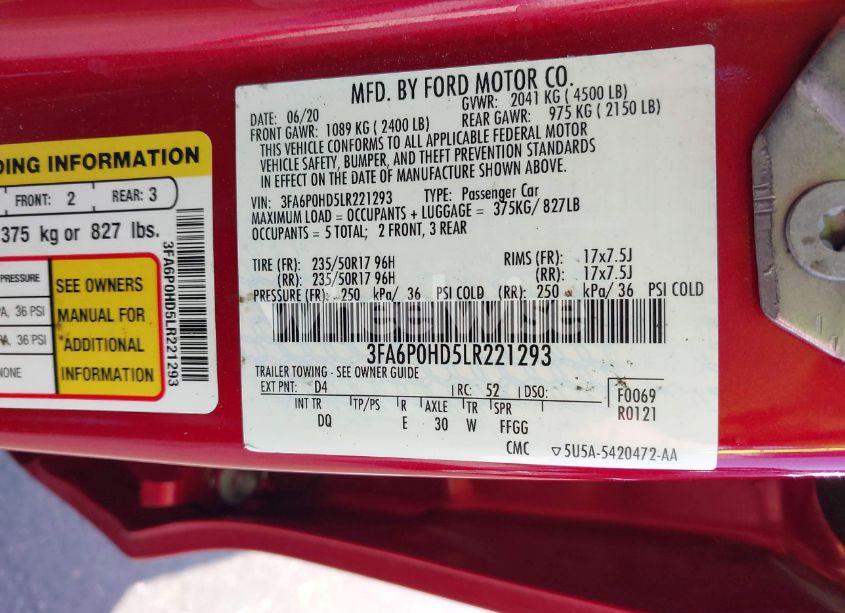 DING INFORMATION
FRONT: 2 REAR: 3
375 kg or 827 lbs.
PRESSURE
A, 36 PSI
A, 36 PSI
NONE
SEE OWNERS
MANUAL FOR
ADDITIONAL
INFORMATION
3FA6P0HD5LR221293
MFD. BY FORD MOTOR CO.
DATE: 06/20 GVWR: 2041 KG ( 4500 LB)
FRONT GAWR: 1089 KG ( 2400 LB) REAR GAWR: 975 KG ( 2150 LB)
THIS VEHICLE CONFORMS TO ALL APPLICABLE FEDERAL MOTOR
VEHICLE SAFETY, BUMPER, AND THEFT PREVENTION STANDARDS
IN EFFECT ON THE DATE OF MANUFACTURE SHOWN ABOVE.
VIN: 3FA6P0HD5LR221293 TYPE: Passenger Car
MAXIMUM LOAD = OCCUPANTS + LUGGAGE = 375KG/ 827LB
OCCUPANTS = 5 TOTAL; 2 FRONT, 3 REAR
TIRE (FR): 235/50R17 96H RIMS (FR): 17x7.5J
(RR): 235/50R17 96H (RR): 17x7.5J
PRESSURE (FR): 250 kPa/ 36 PSI COLD (RR): 250 kPa/ 36 PSI COLD
3FA6P0HD5LR221293
TRAILER TOWING - SEE OWNER GUIDE
EXT PNT: D4 RC: 52 DSO: F0069
INT TR TP/PS R AXLE TR SPR R0121
DQ E 30 W FFGG
CMC 5U5A-5420472-AA